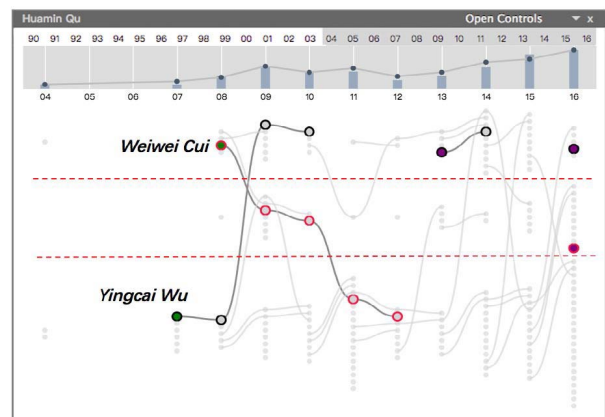 Huamin Qu Open Controls x
90 91 92 93 94 95 96 97 98 99 00 01 02 03 04 05 06 07 08 09 10 11 12 13 14 15 16
04 05 06 07 08 09 10 05 11 12 13 14 15 16
Weiwei Cui
Yingcai Wu